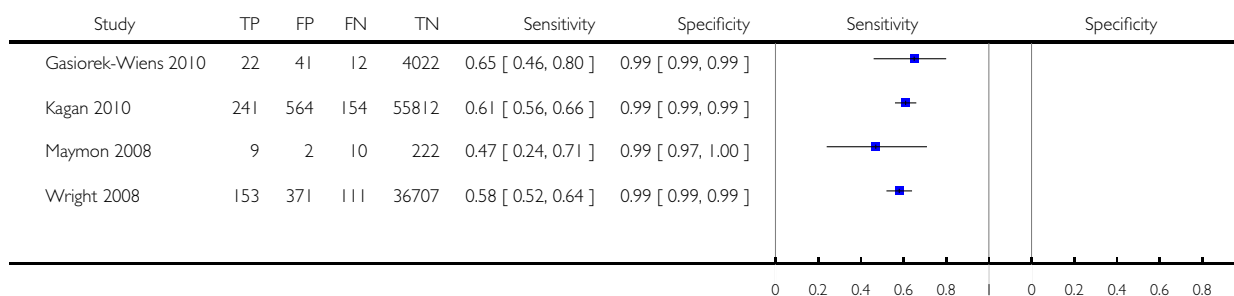 Study TP FP FN TN Sensitivity Specificity Sensitivity Specificity
Gasiorek-Wiens 2010 22 41 12 4022 0.65 [ 0.46, 0.80 ] 0.99 [ 0.99, 0.99 ]
Kagan 2010 241 564 154 55812 0.61 [ 0.56, 0.66 ] 0.99 [ 0.99, 0.99 ]
Maymon 2008 9 2 10 222 0.47 [ 0.24, 0.71 ] 0.99 [ 0.97, 1.00 ]
Wright 2008 153 371 111 36707 0.58 [ 0.52, 0.64 ] 0.99 [ 0.99, 0.99 ]
0 0.2 0.4 0.6 0.8 1 0 0.2 0.4 0.6 0.8